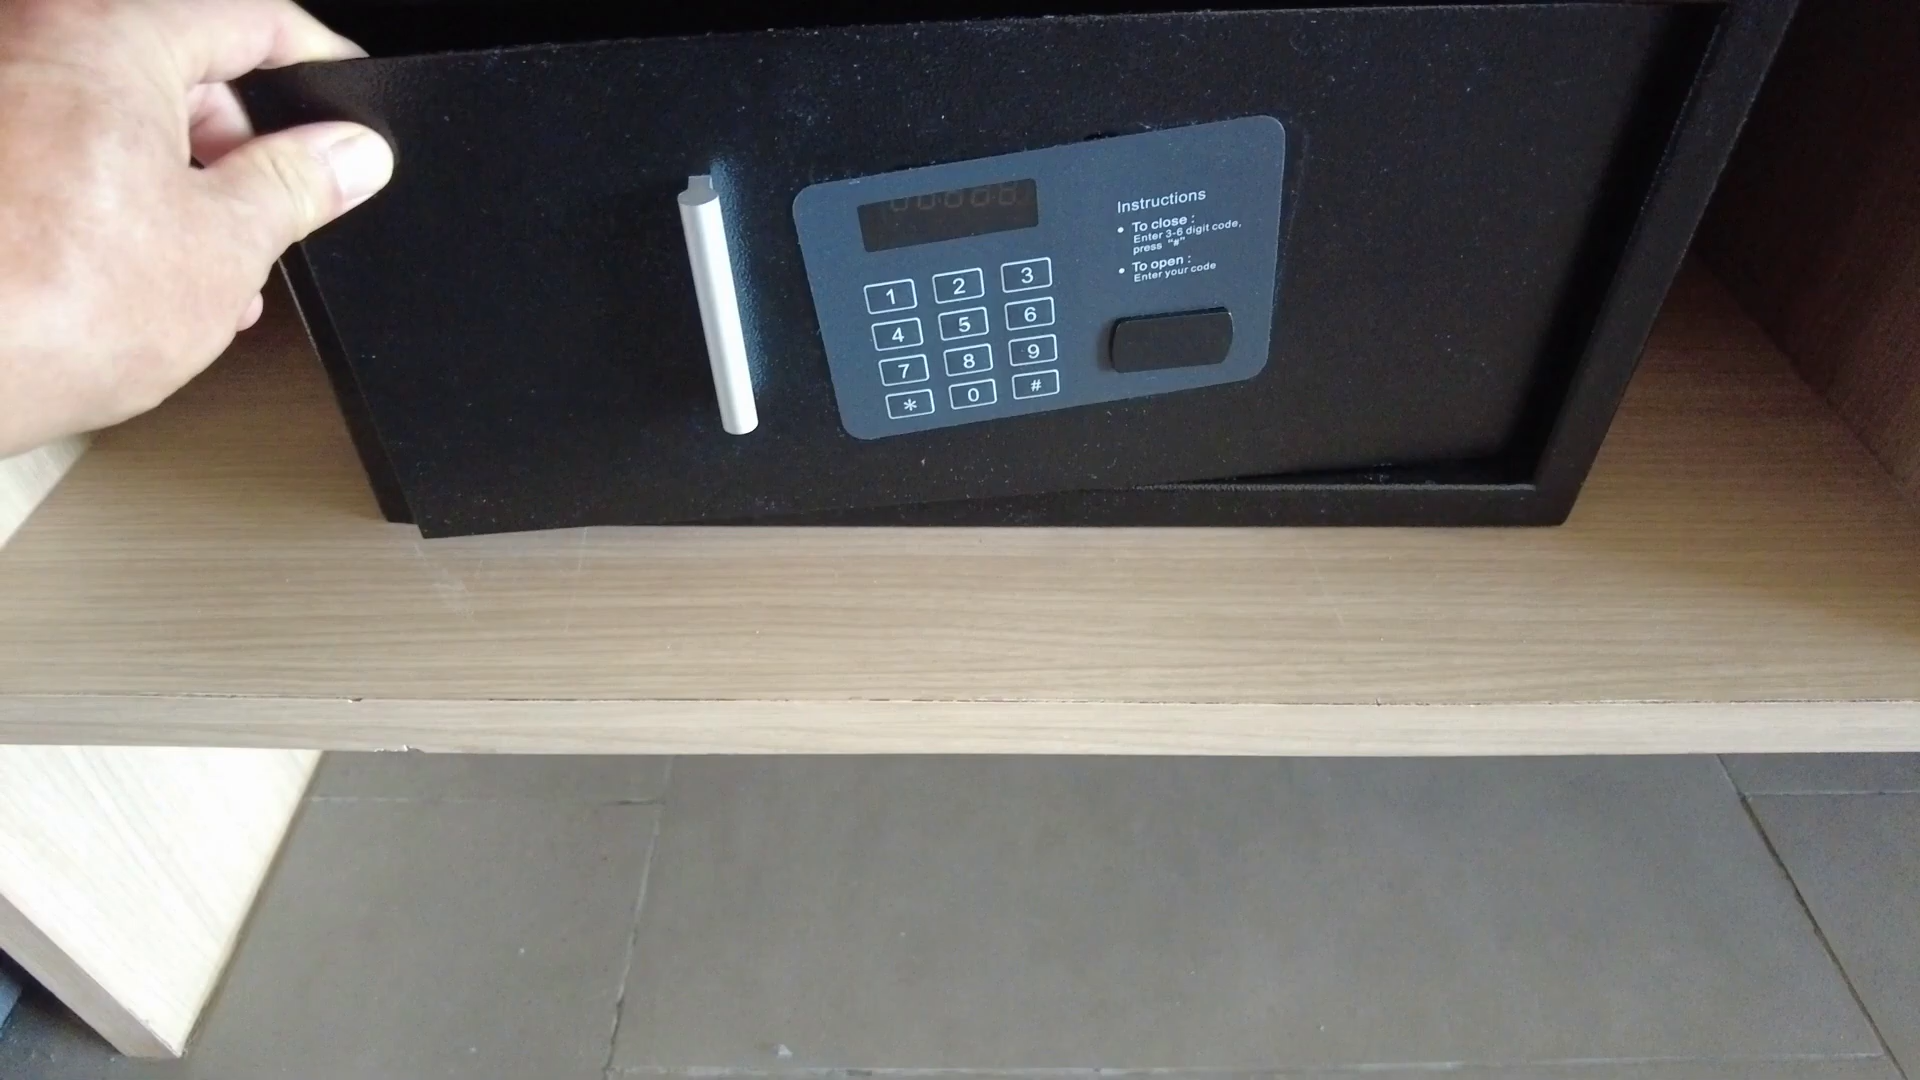 Instructions
• To close :
Enter 3-6 digit code,
press "#"
• To open :
Enter your code
1 2 3
4 5 6
7 8 9
* 0 #